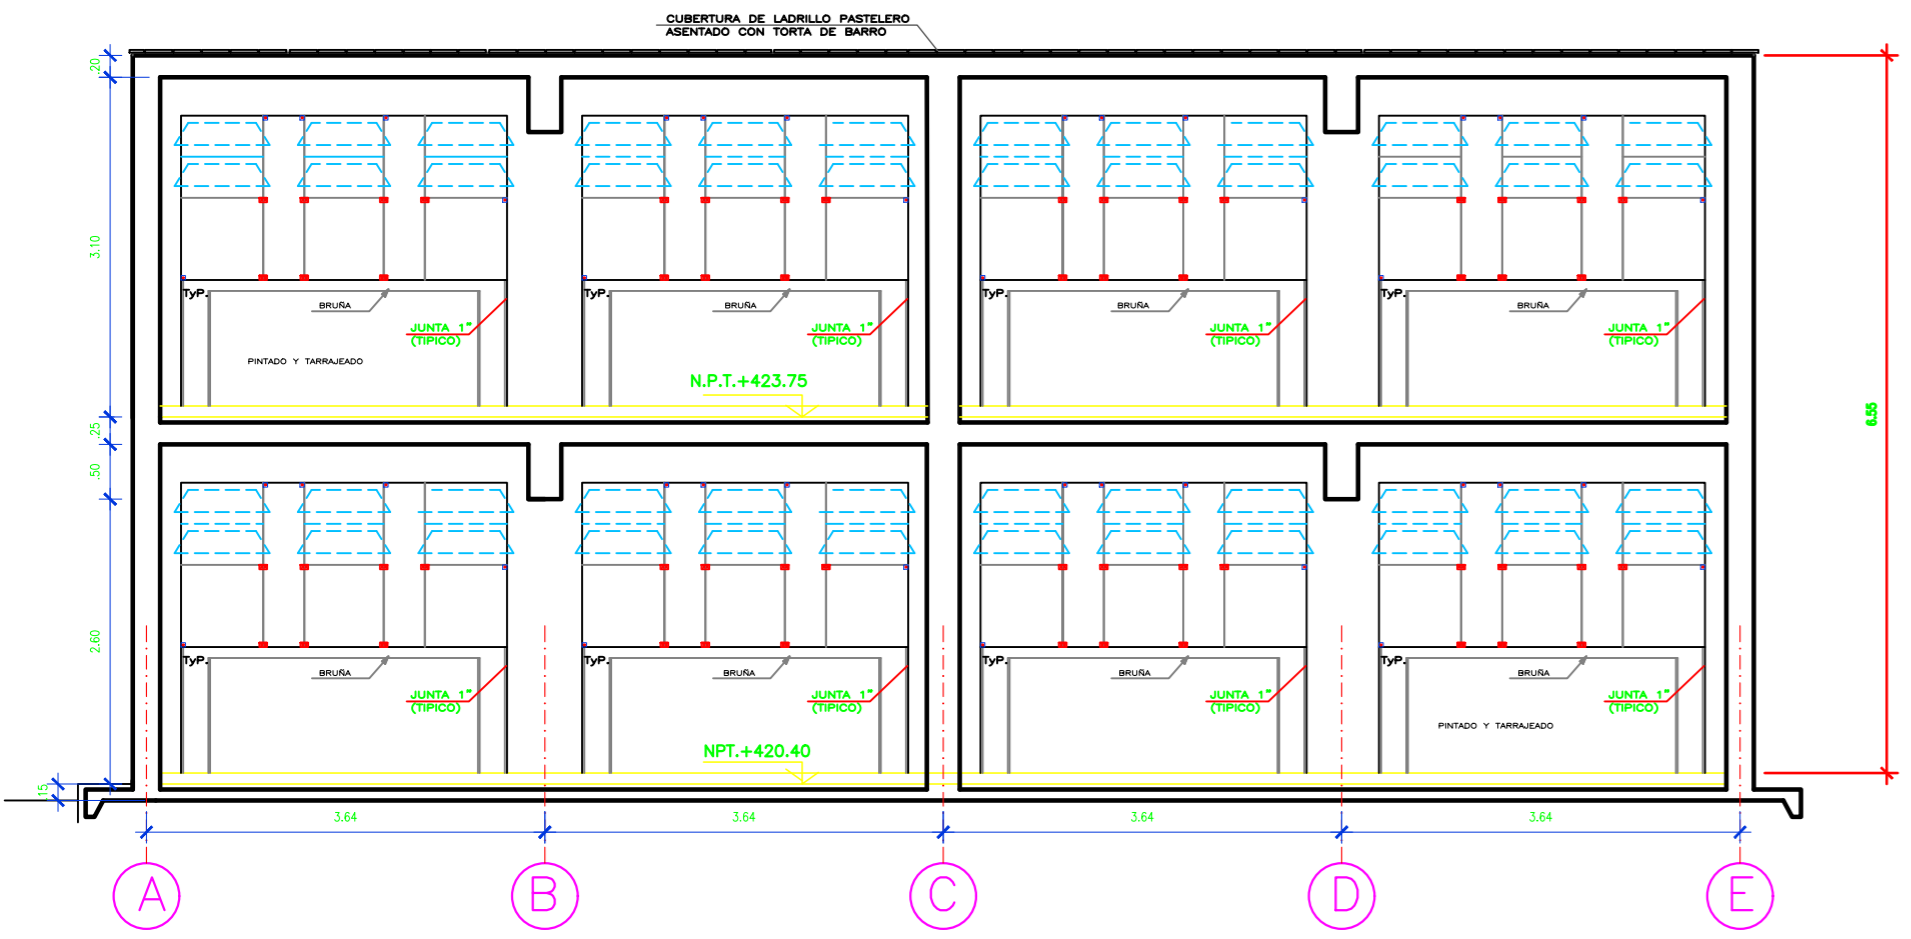 CUBERTURA DE LADRILLO PASTELERO
ASENTADO CON TORTA DE BARRO
.20
3.10
TyP.
BRUÑA
JUNTA 1"
(TIPICO)
PINTADO Y TARRAJEADO
TyP.
BRUÑA
JUNTA 1"
(TIPICO)
N.P.T.+423.75
TyP.
BRUÑA
JUNTA 1"
(TIPICO)
TyP.
BRUÑA
JUNTA 1"
(TIPICO)
6.55
.25
.50
2.60
TyP.
BRUÑA
JUNTA 1"
(TIPICO)
TyP.
BRUÑA
JUNTA 1"
(TIPICO)
NPT.+420.40
TyP.
BRUÑA
JUNTA 1"
(TIPICO)
TyP.
BRUÑA
JUNTA 1"
(TIPICO)
PINTADO Y TARRAJEADO
.15
3.64
3.64
3.64
3.64
A
B
C
D
E